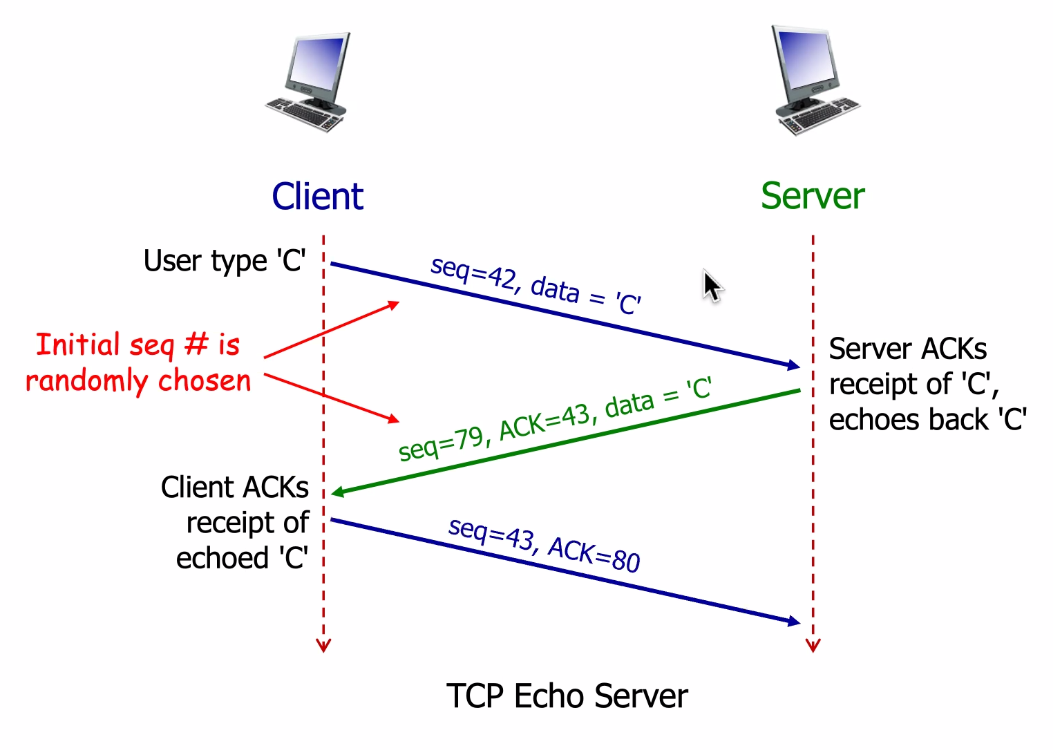 Client
Server
User type 'C'
seq=42, data = 'C'
Initial seq # is
randomly chosen
Server ACKs
receipt of 'C',
echoes back 'C'
seq=79, ACK=43, data = 'C'
Client ACKs
receipt of
echoed 'C'
seq=43, ACK=80
TCP Echo Server